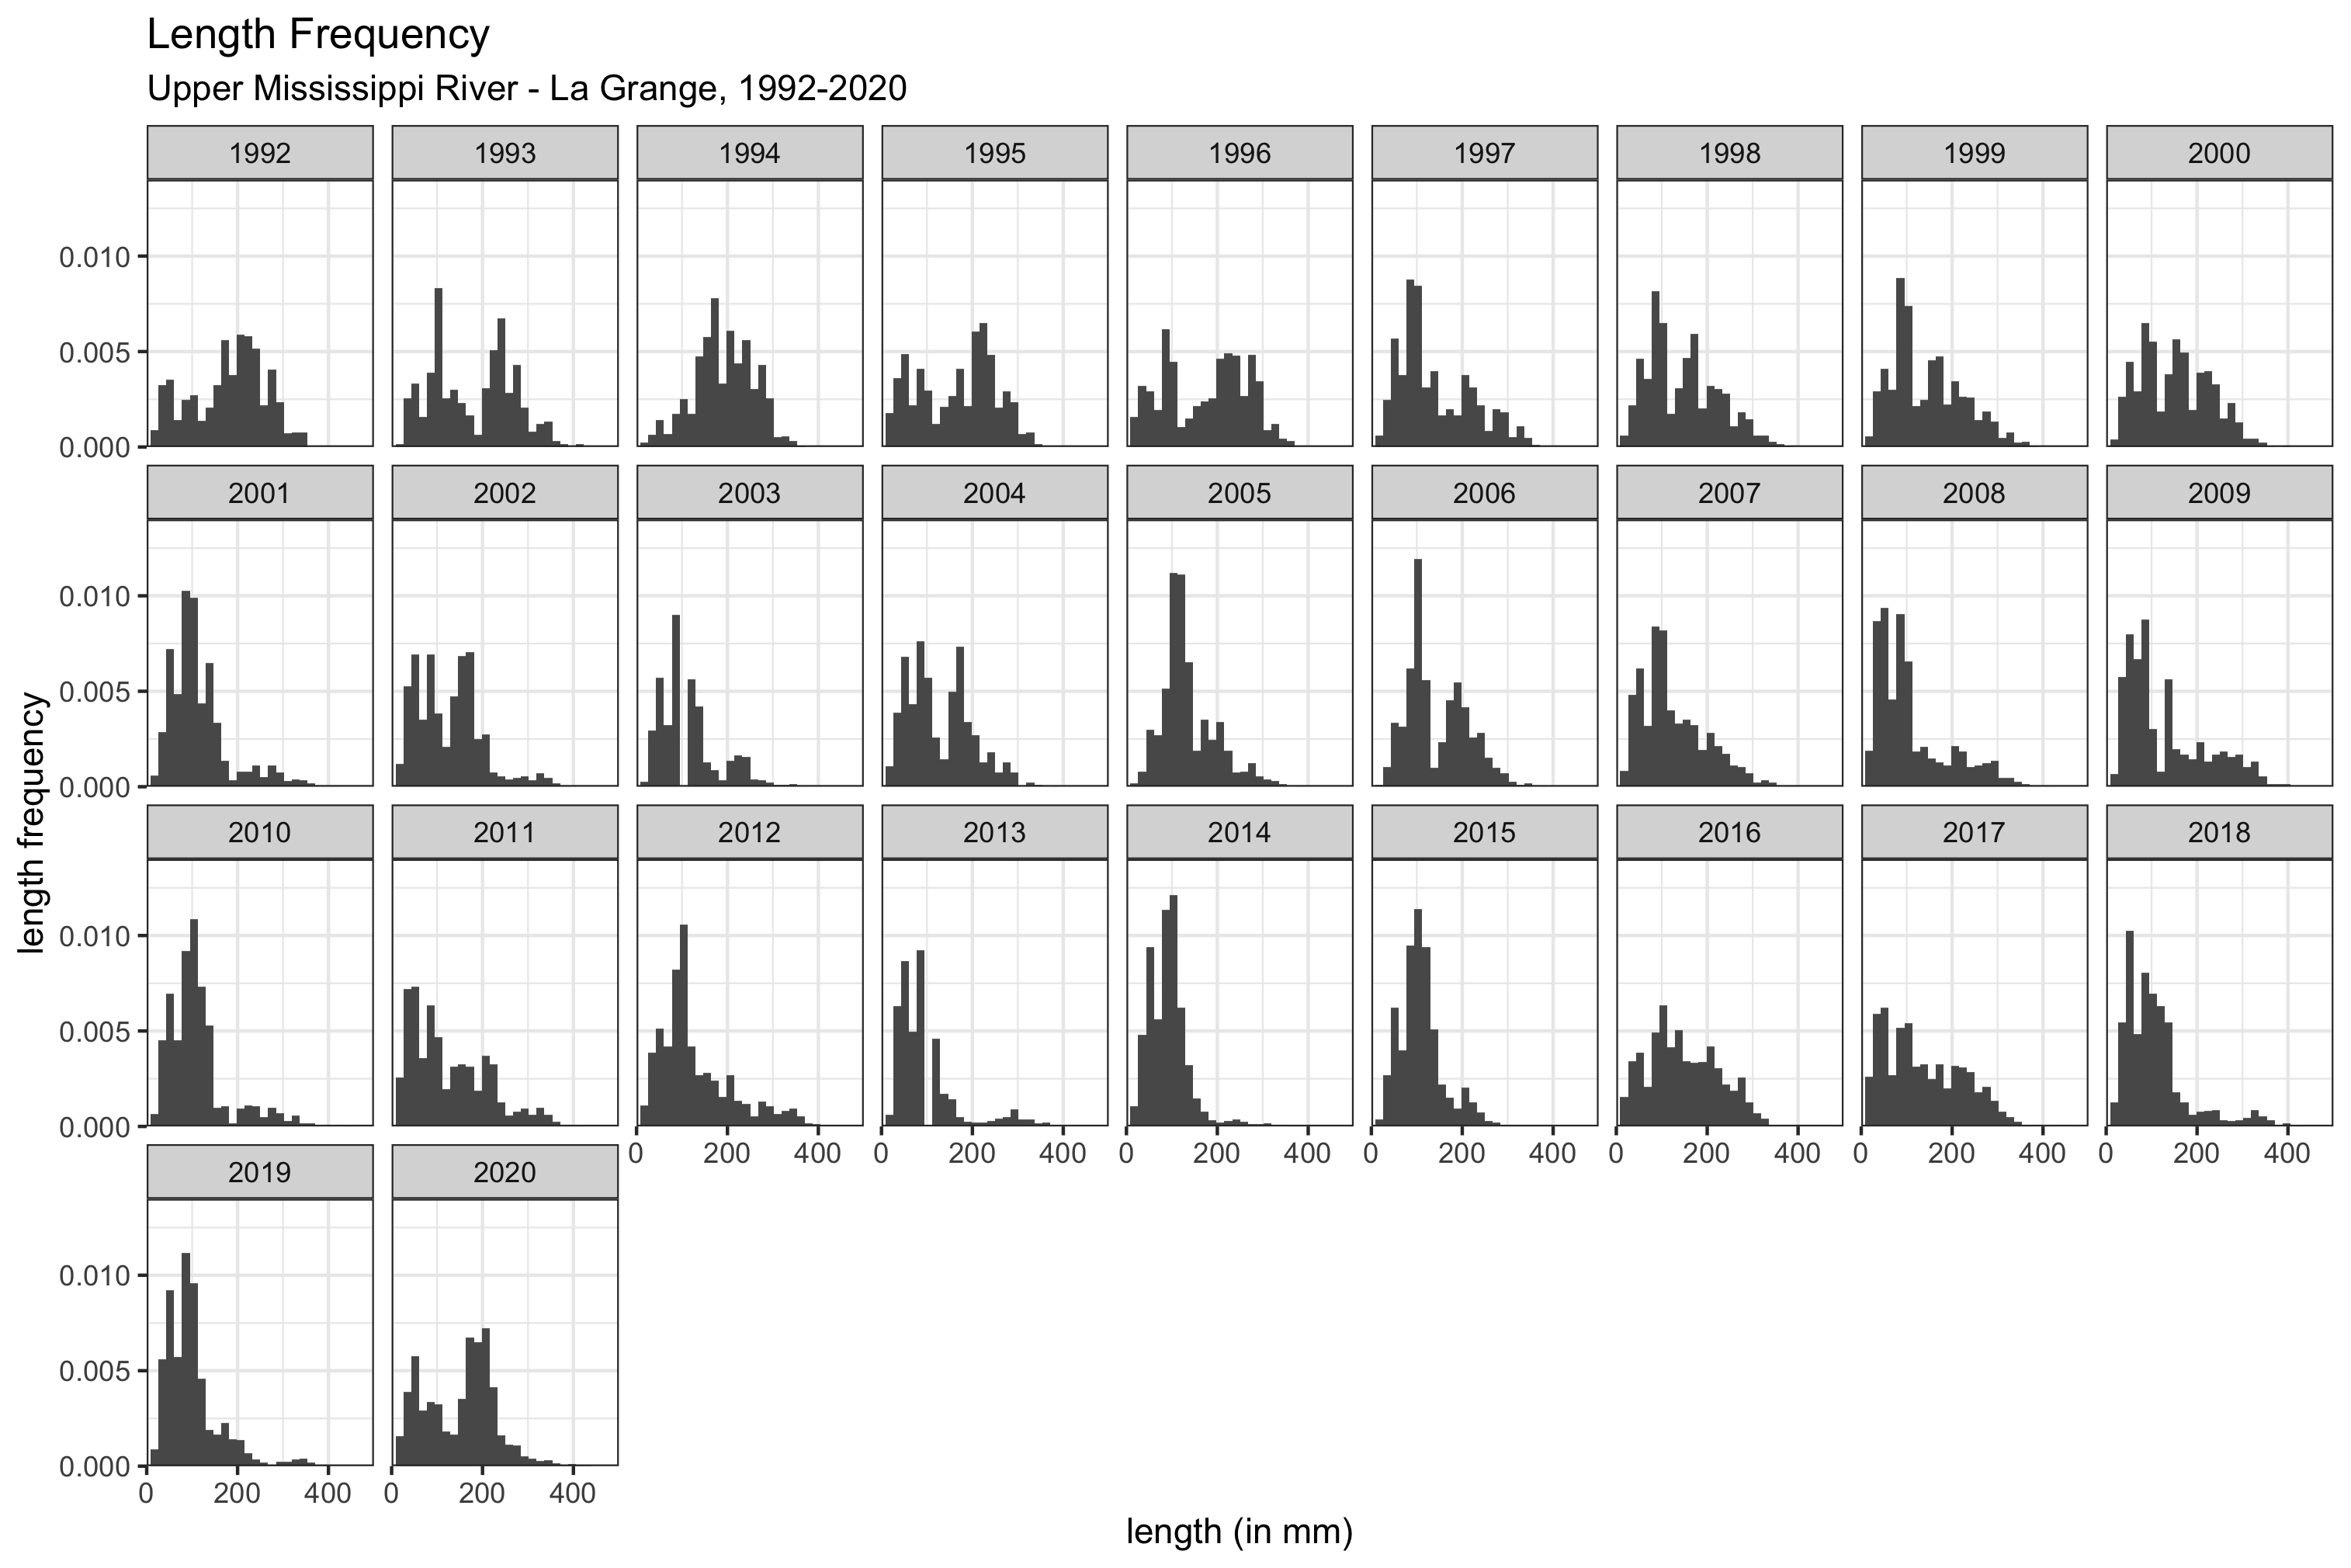 Length Frequency
Upper Mississippi River - La Grange, 1992-2020
1992 1993 1994 1995 1996 1997 1998 1999 2000
0.010
0.005
0.000
2001 2002 2003 2004 2005 2006 2007 2008 2009
0.010
0.005
0.000
length frequency
2010 2011 2012 2013 2014 2015 2016 2017 2018
0.010
0.005
0.000
0 200 400 0 200 400 0 200 400 0 200 400 0 200 400 0 200 400 0 200 400
2019 2020
0.010
0.005
0.000
0 200 400 0 200 400
length (in mm)